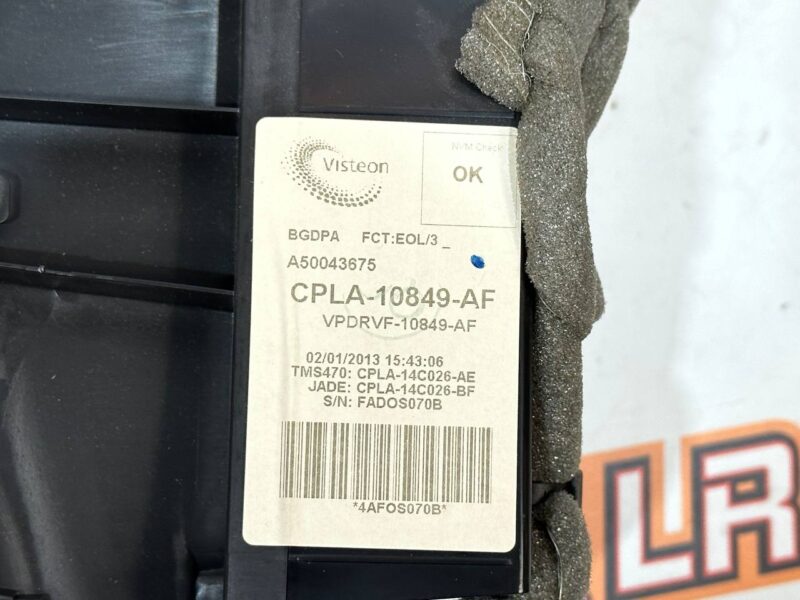 Visteon
NVM Check
OK
BGDPA FCT:EOL/3 _
A50043675
CPLA-10849-AF
VPDRVF-10849-AF
02/01/2013 15:43:06
TMS470: CPLA-14C026-AE
JADE: CPLA-14C026-BF
S/N: FADOS070B
*4AFOS070B*
LR